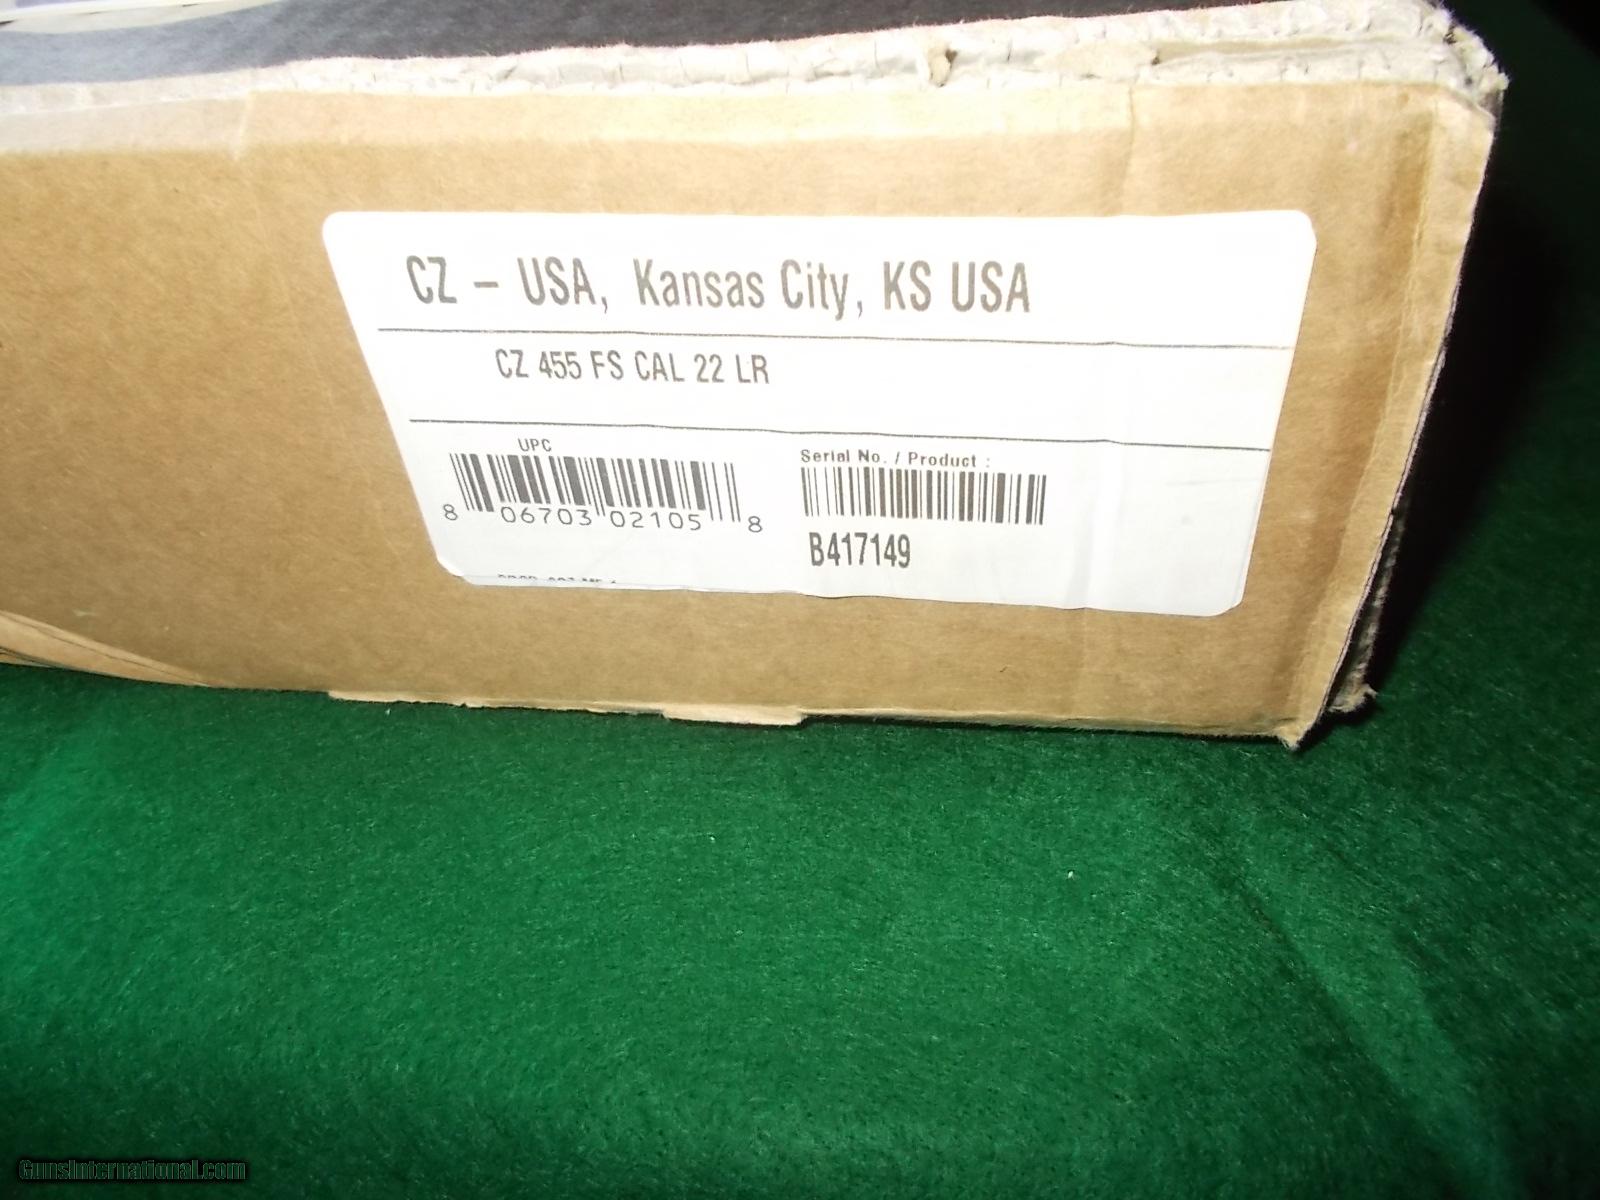 CZ - USA, Kansas City, KS USA
CZ 455 FS CAL 22 LR
UPC
8 06703 02105 8
Serial No. / Product :
B417149
GunsInternational.com